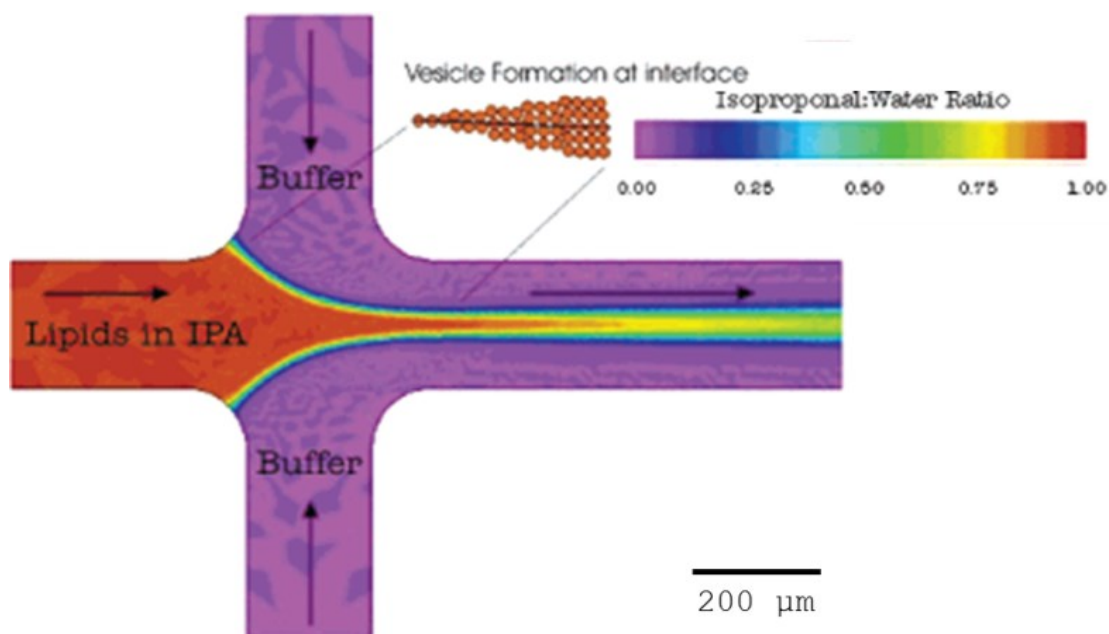 Vesicle Formation at interface
Isoproponal:Water Ratio
0.00 0.25 0.50 0.75 1.00
Buffer
Lipids in IPA
Buffer
200 µm